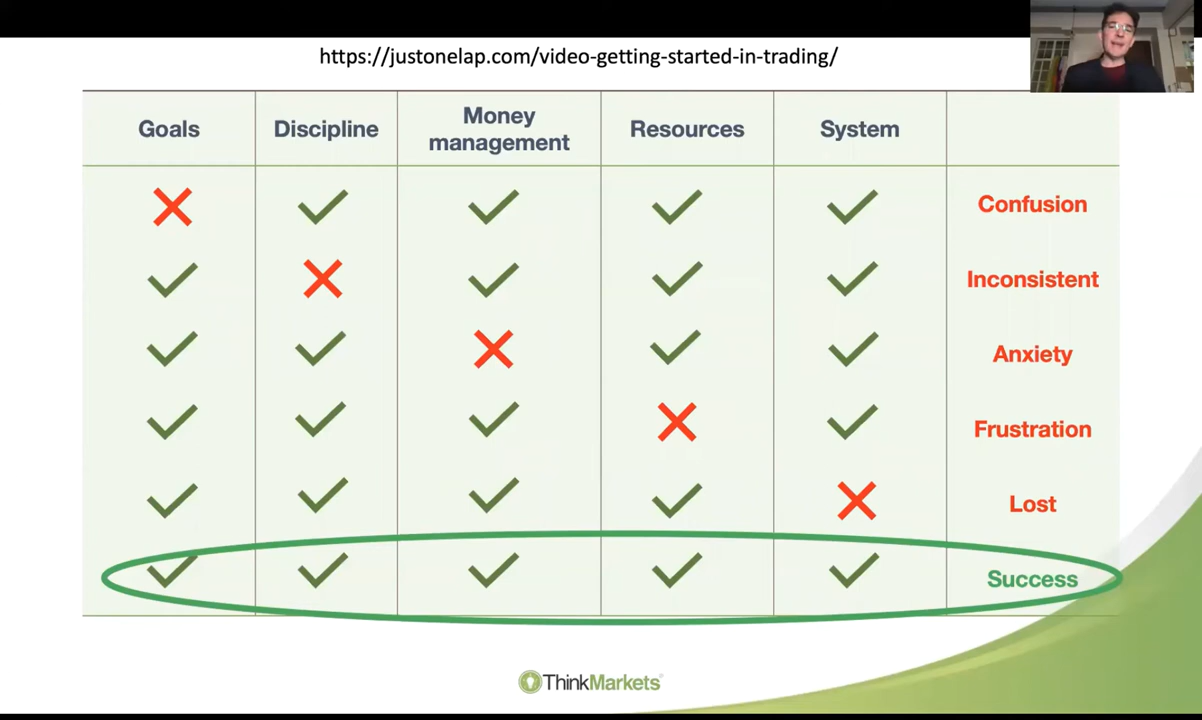 https://justonelap.com/video-getting-started-in-trading/
Goals Discipline Money management Resources System
Confusion
Inconsistent
Anxiety
Frustration
Lost
Success
ThinkMarkets